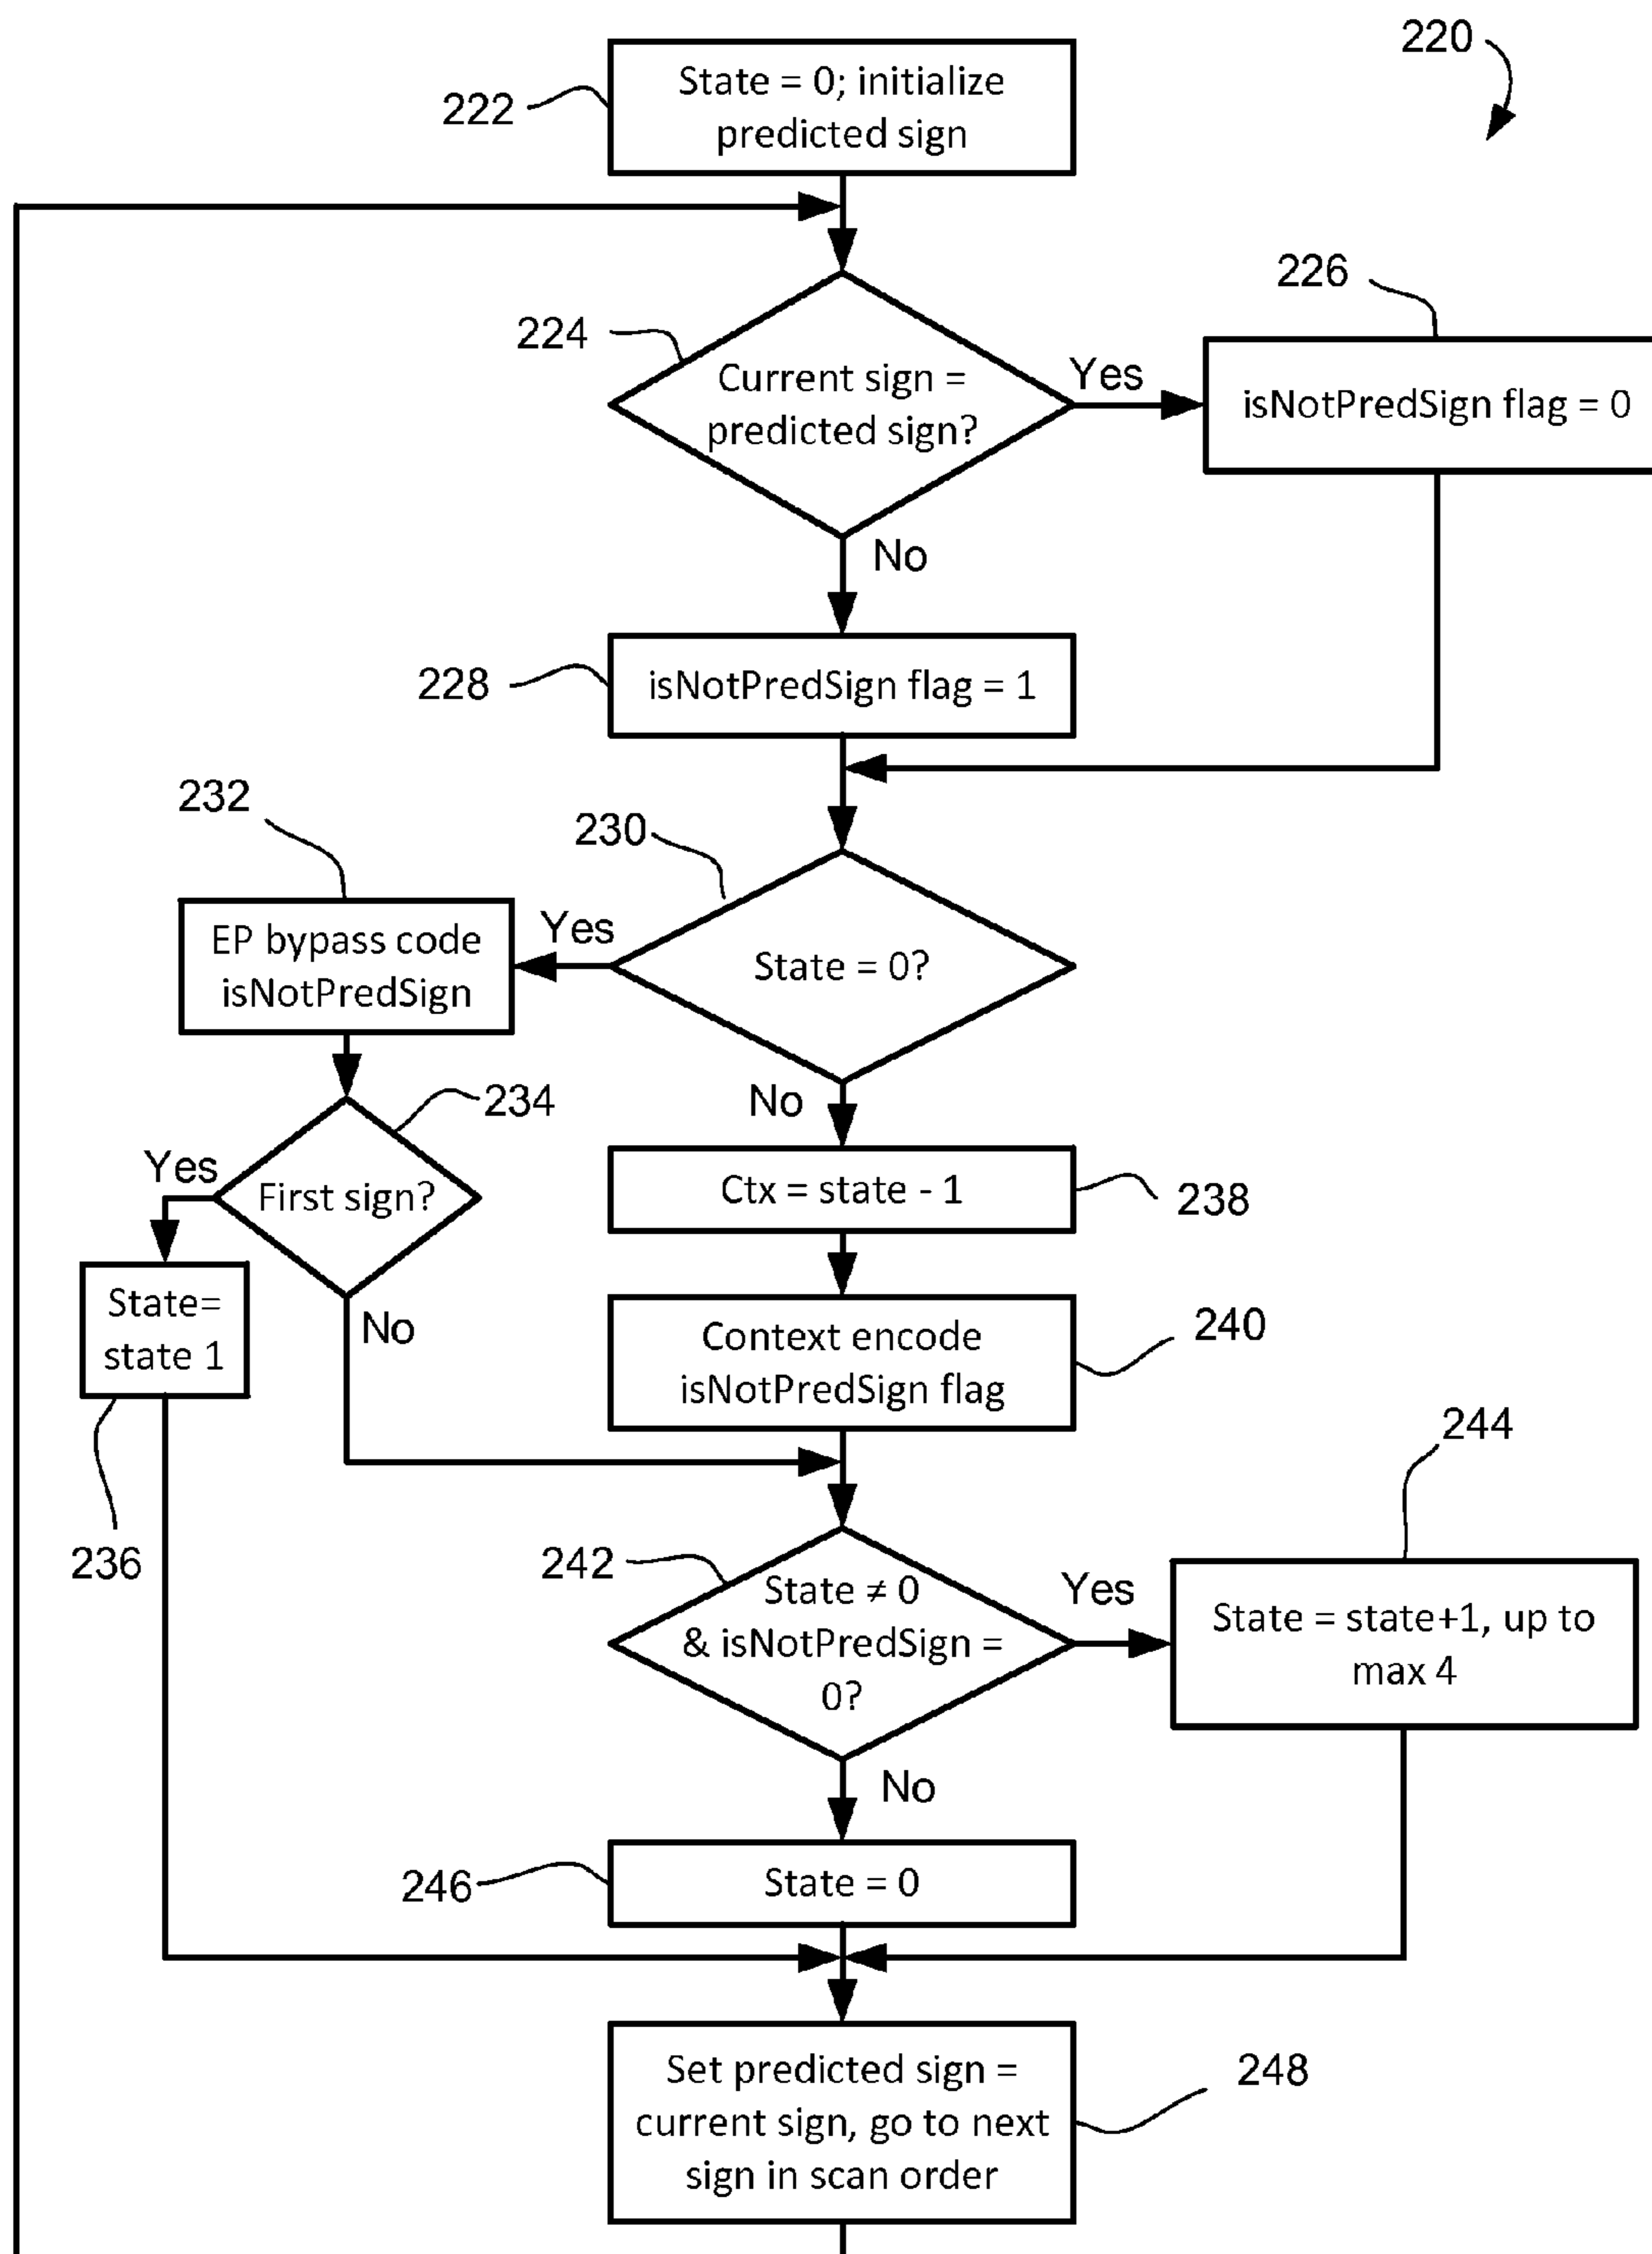 220
State = 0; initialize
predicted sign
222
226
224
Current sign =
predicted sign?
Yes
isNotPredSign flag = 0
No
228
isNotPredSign flag = 1
232
230
EP bypass code
isNotPredSign
Yes
State = 0?
234
No
Yes
First sign?
Ctx = state - 1
238
State=
state 1
No
Context encode
isNotPredSign flag
240
244
236
242
State ≠ 0
& isNotPredSign =
0?
Yes
State = state+1, up to
max 4
No
246
State = 0
Set predicted sign =
current sign, go to next
sign in scan order
248